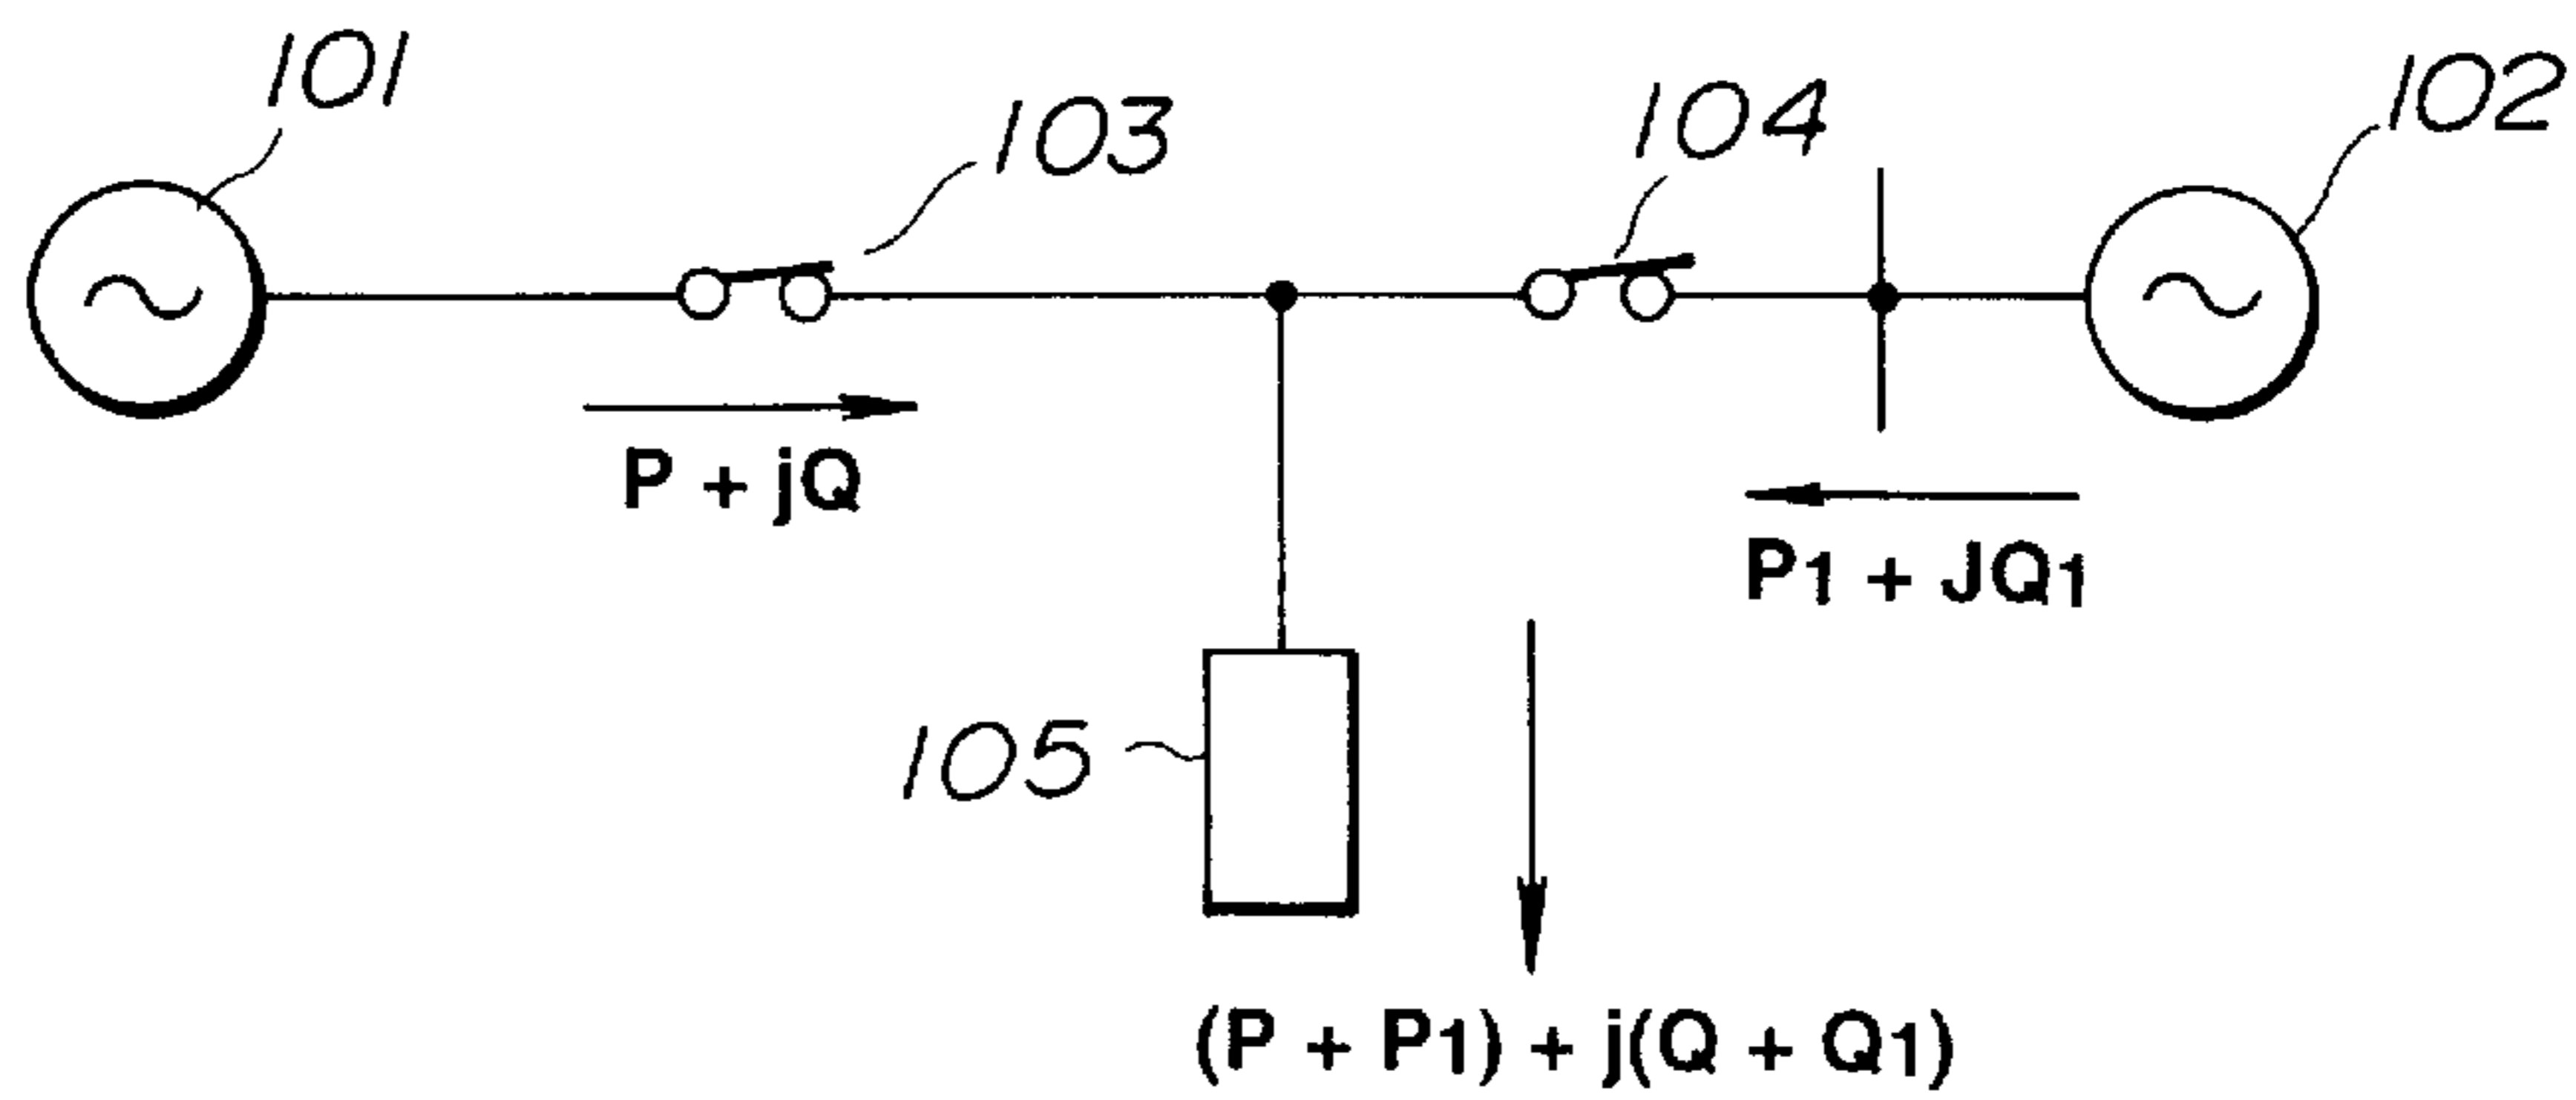 101
103
104
102
P + jQ
P1 + JQ1
105
(P + P1) + j(Q + Q1)